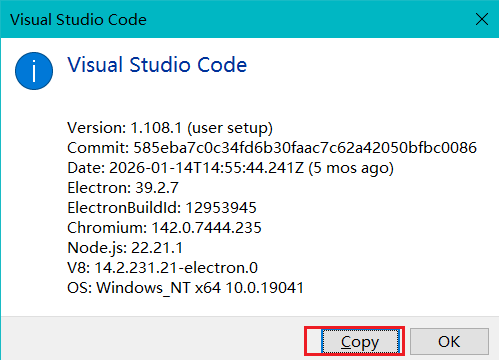 Visual Studio Code
Visual Studio Code
Version: 1.108.1 (user setup)
Commit: 585eba7c0c34fd6b30faac7c62a42050bfbc0086
Date: 2026-01-14T14:55:44.241Z (5 mos ago)
Electron: 39.2.7
ElectronBuildId: 12953945
Chromium: 142.0.7444.235
Node.js: 22.21.1
V8: 14.2.231.21-electron.0
OS: Windows_NT x64 10.0.19041
Copy OK